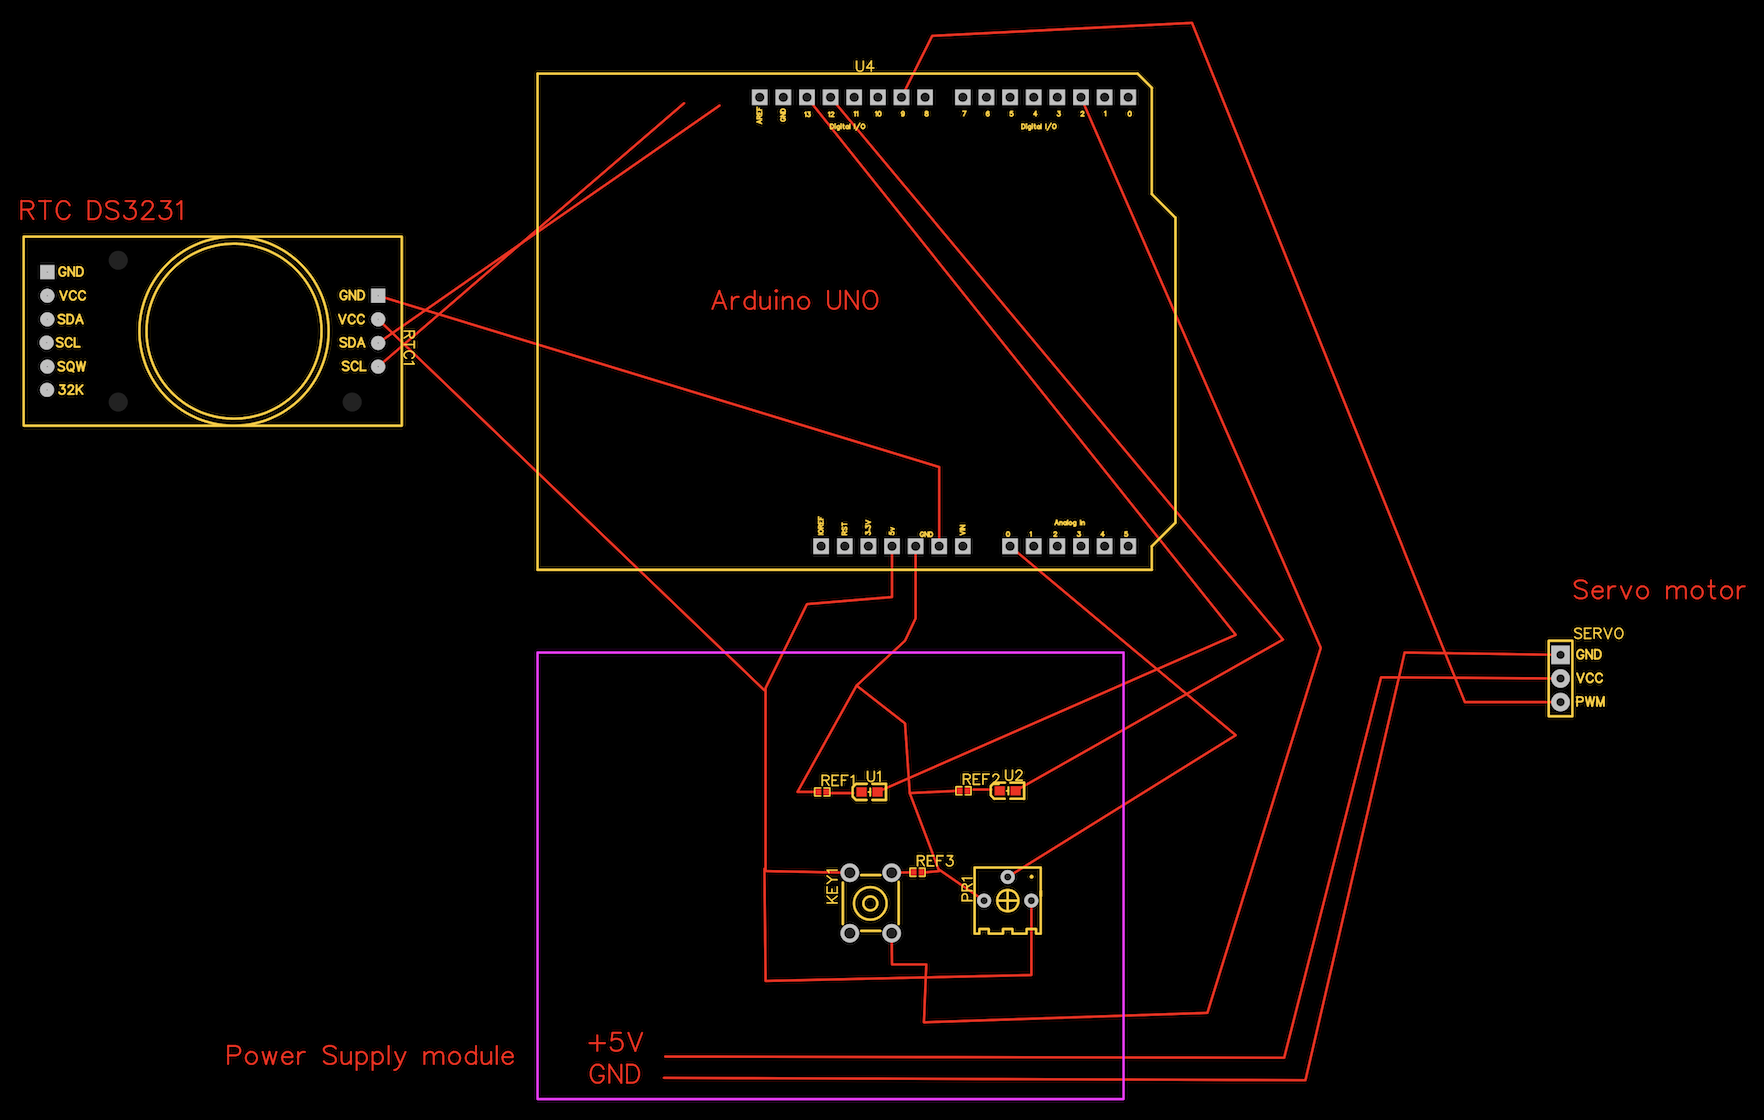 U4
AREF GND 13 12 11 10 9 8 7 6 5 4 3 2 1 0
Digital I/O Digital I/O
RTC DS3231
GND
VCC
SDA
SCL
SQW
32K
GND
VCC
SDA
SCL
RTC1
Arduino UNO
IOREF RST 3.3V 5v GND VIN
Analog In
0 1 2 3 4 5
Servo motor
SERVO
GND
VCC
PWM
REF1 U1 REF2 U2
KEY1 REF3 PR1
Power Supply module
+5V
GND